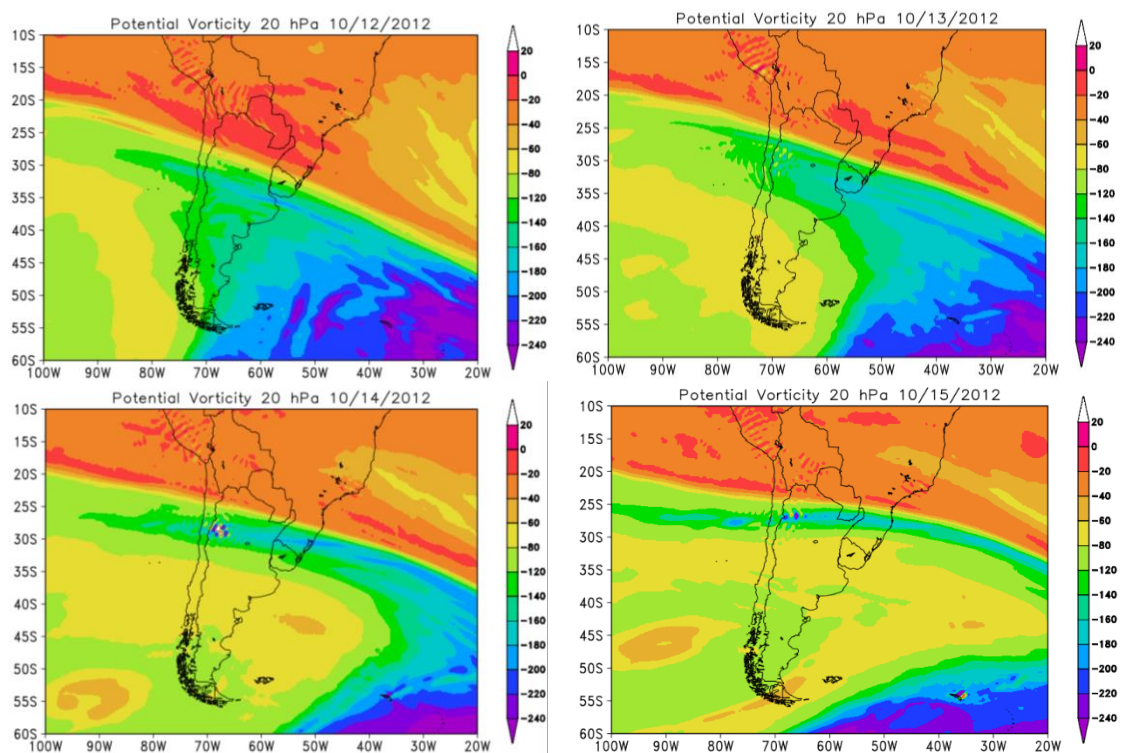 Potential Vorticity 20 hPa 10/12/2012
10S
15S
20S
25S
30S
35S
40S
45S
50S
55S
60S
100W 90W 80W 70W 60W 50W 40W 30W 20W
20
0
-20
-40
-60
-80
-100
-120
-140
-160
-180
-200
-220
-240
Potential Vorticity 20 hPa 10/13/2012
10S
15S
20S
25S
30S
35S
40S
45S
50S
55S
60S
100W 90W 80W 70W 60W 50W 40W 30W 20W
20
0
-20
-40
-60
-80
-100
-120
-140
-160
-180
-200
-220
-240
Potential Vorticity 20 hPa 10/14/2012
10S
15S
20S
25S
30S
35S
40S
45S
50S
55S
60S
100W 90W 80W 70W 60W 50W 40W 30W 20W
20
0
-20
-40
-60
-80
-100
-120
-140
-160
-180
-200
-220
-240
Potential Vorticity 20 hPa 10/15/2012
10S
15S
20S
25S
30S
35S
40S
45S
50S
55S
60S
100W 90W 80W 70W 60W 50W 40W 30W 20W
20
0
-20
-40
-60
-80
-100
-120
-140
-160
-180
-200
-220
-240